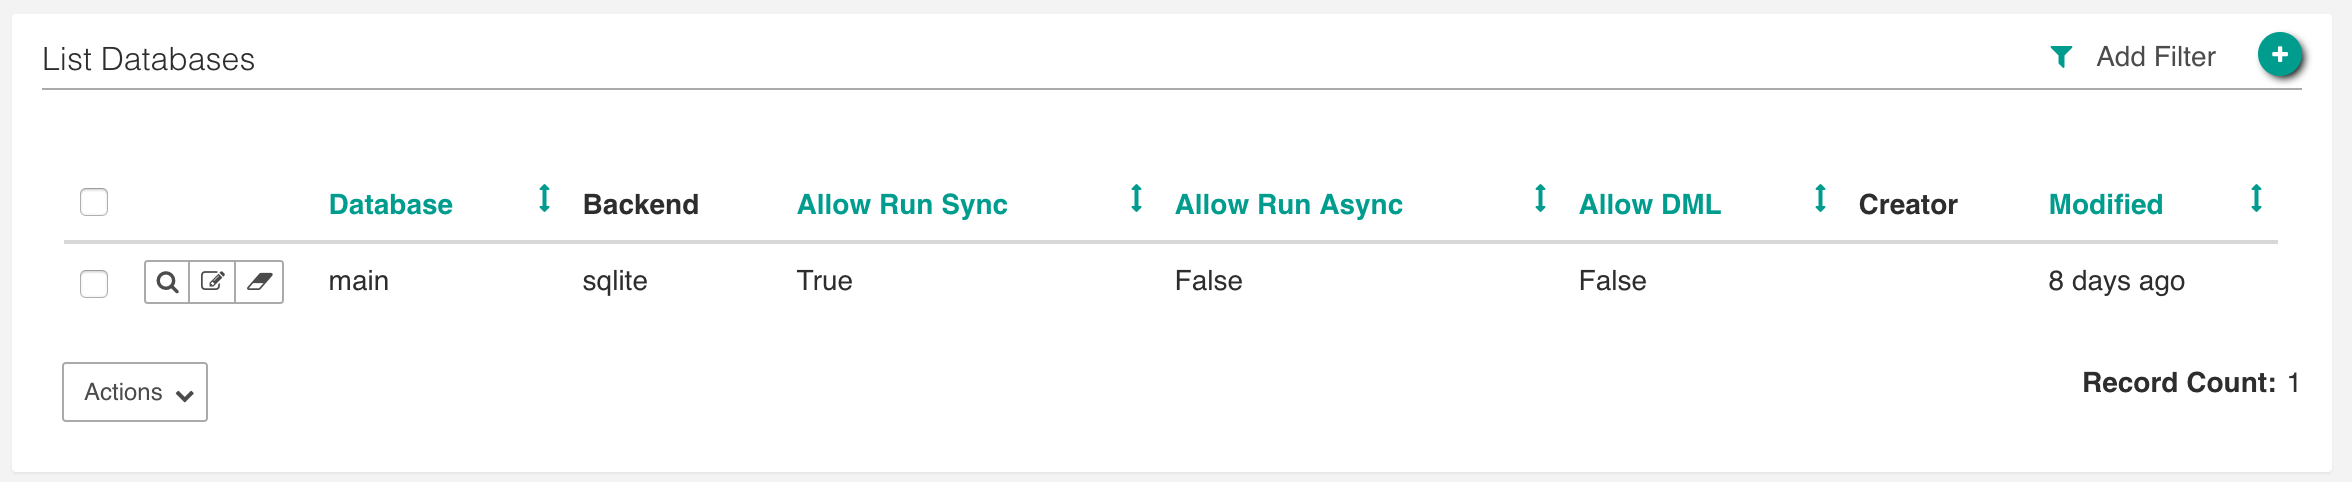 List Databases
Add Filter
Database Backend Allow Run Sync Allow Run Async Allow DML Creator Modified
main sqlite True False False 8 days ago
Actions
Record Count: 1